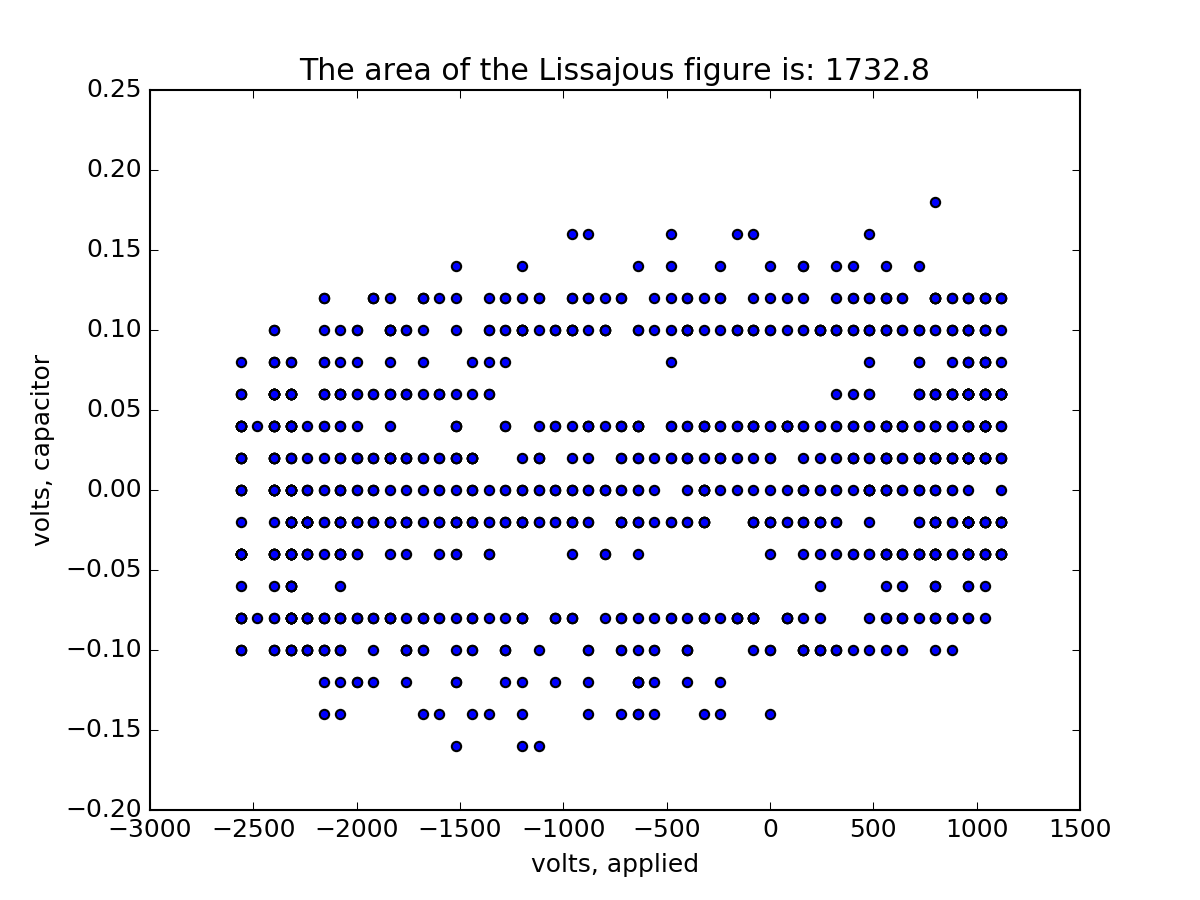 The area of the Lissajous figure is: 1732.8
0.25
0.20
0.15
0.10
0.05
0.00
−0.05
−0.10
−0.15
−0.20
volts, capacitor
−3000 −2500 −2000 −1500 −1000 −500 0 500 1000 1500
volts, applied